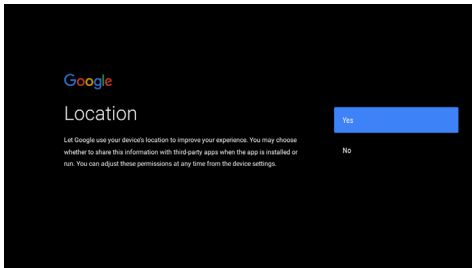 Google
Location
Let Google use your device's location to improve your experience. You may choose
whether to share this information with third-party apps when the app is installed or
run. You can adjust these permissions at any time from the device settings.
Yes
No